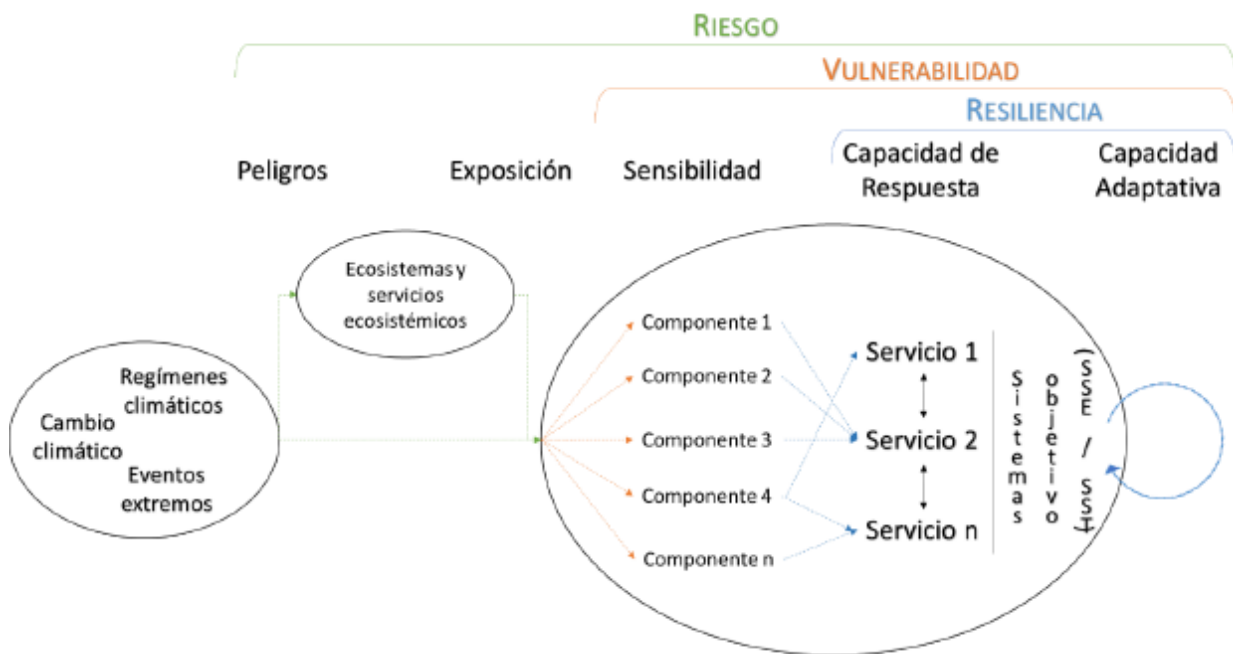 RIESGO
VULNERABILIDAD
RESILIENCIA
Peligros
Exposición
Sensibilidad
Capacidad de
Respuesta
Capacidad
Adaptativa
Ecosistemas y
servicios
ecosistémicos
Regímenes
climáticos
Cambio
climático
Eventos
extremos
Componente 1
Componente 2
Componente 3
Componente 4
Componente n
Servicio 1
Servicio 2
Servicio n
Sistemas
objetivo
(SSE / SST)